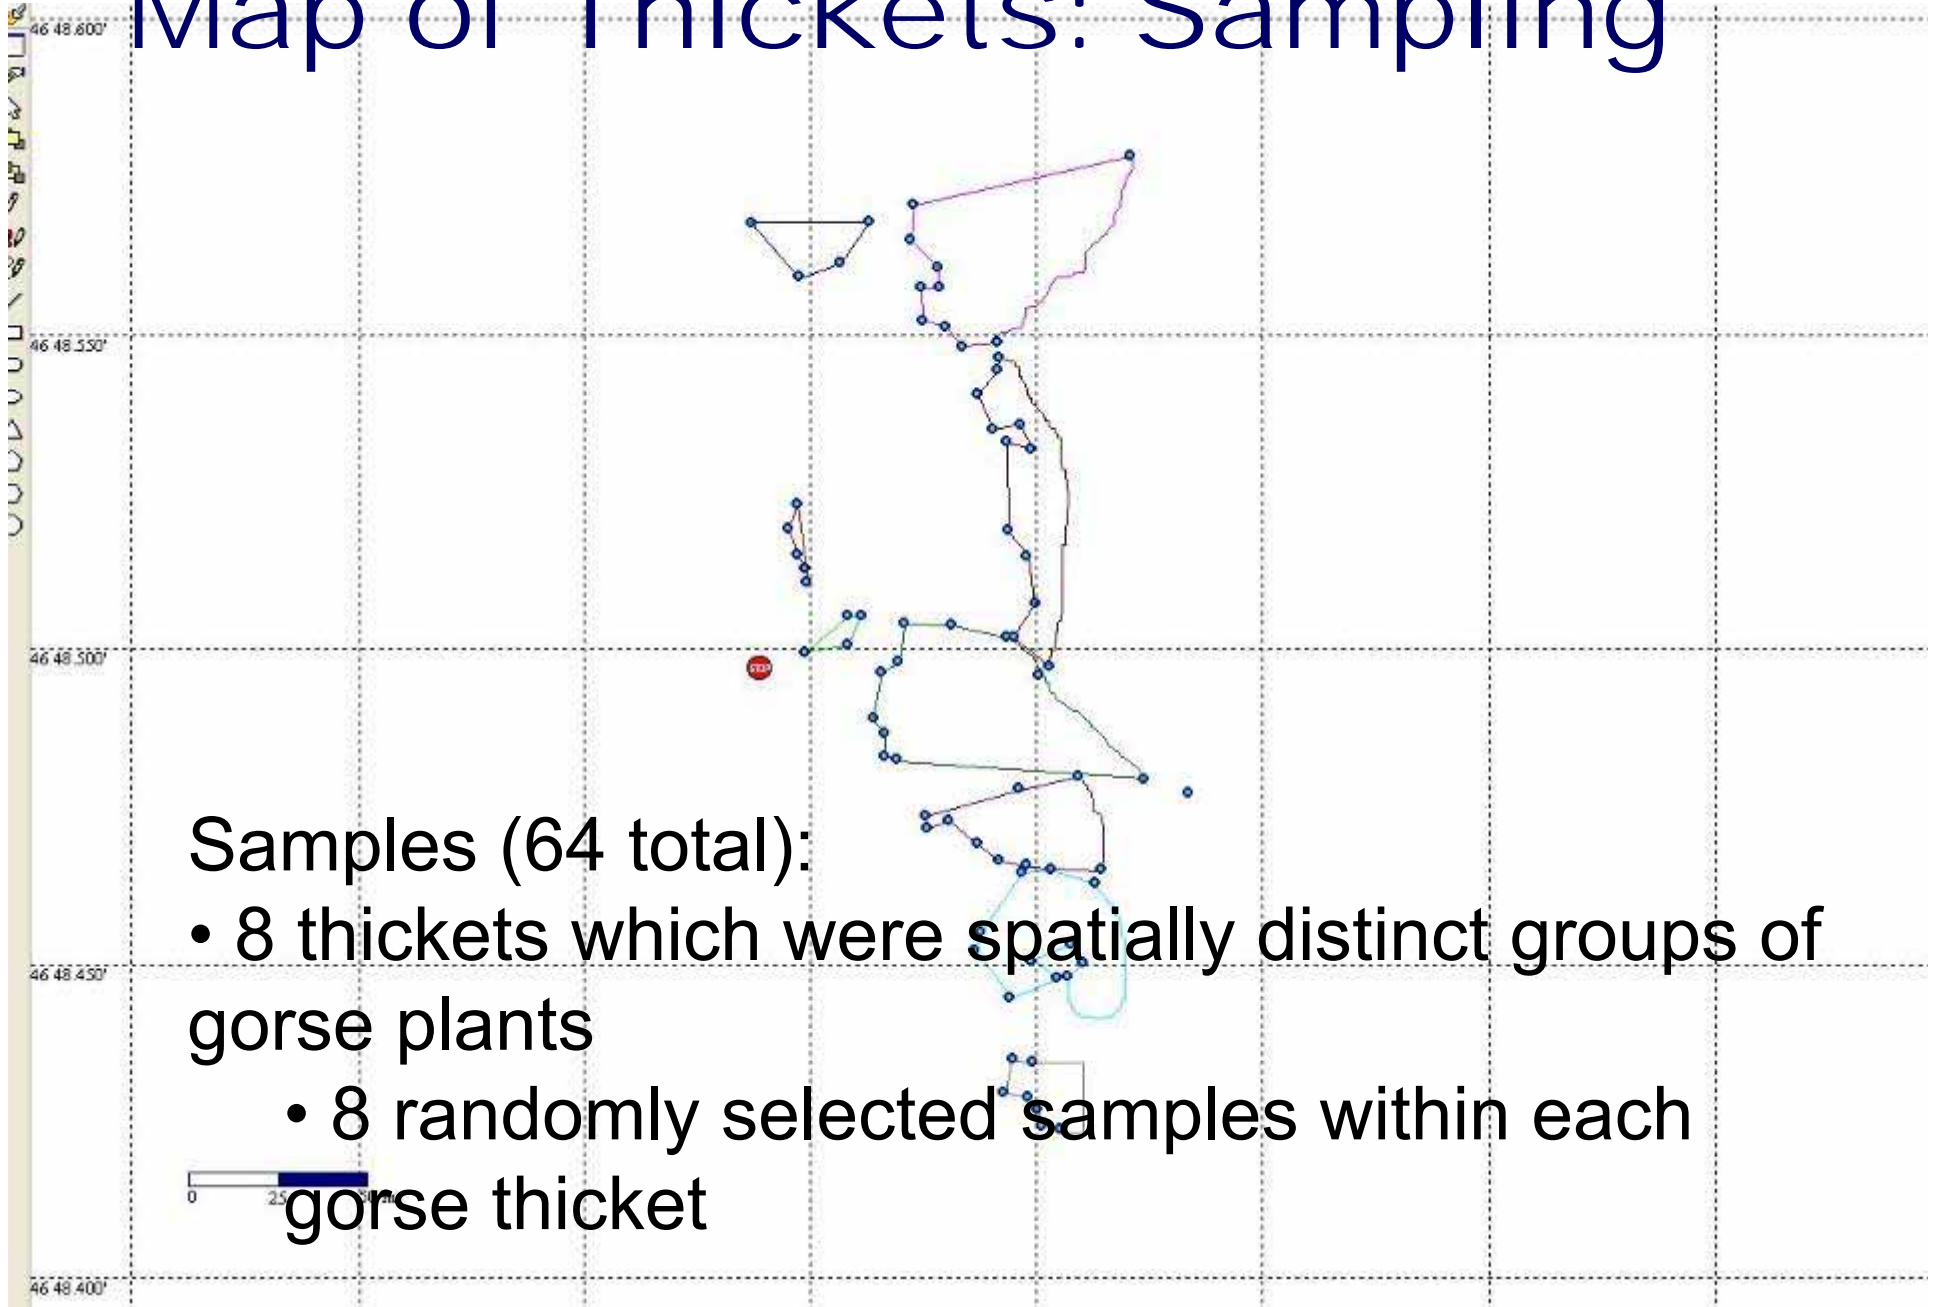 Map of Thickets: Sampling
46 48.600'
46 48.550'
46 48.500'
STOP
Samples (64 total):
• 8 thickets which were spatially distinct groups of
46 48.450'
gorse plants
• 8 randomly selected samples within each
gorse thicket
0 25
46 48.400'